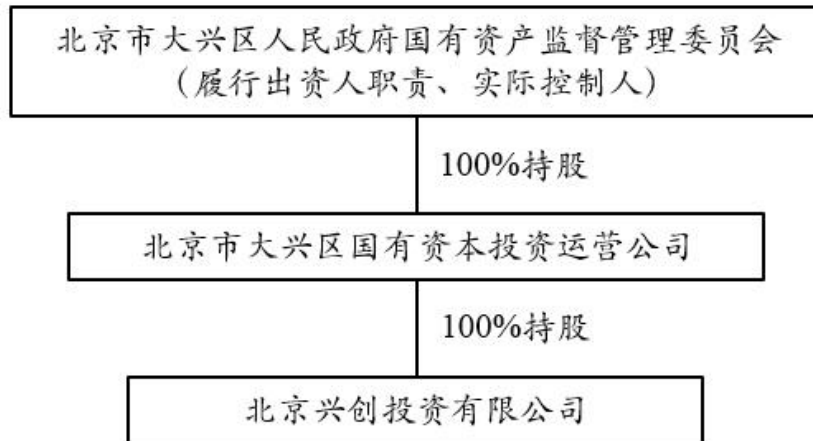 北京市大兴区人民政府国有资产监督管理委员会
（履行出资人职责、实际控制人）
100%持股
北京市大兴区国有资本投资运营公司
100%持股
北京兴创投资有限公司